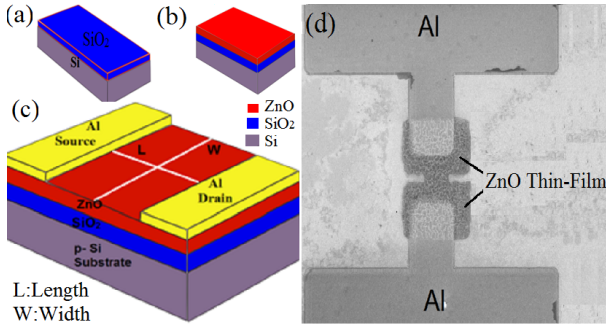 (a)
SiO2
Si
(b)
(c)
Al
Source
L
W
Al
Drain
ZnO
SiO2
p- Si
Substrate
ZnO
SiO2
Si
L:Length
W:Width
(d)
Al
ZnO Thin-Film
Al